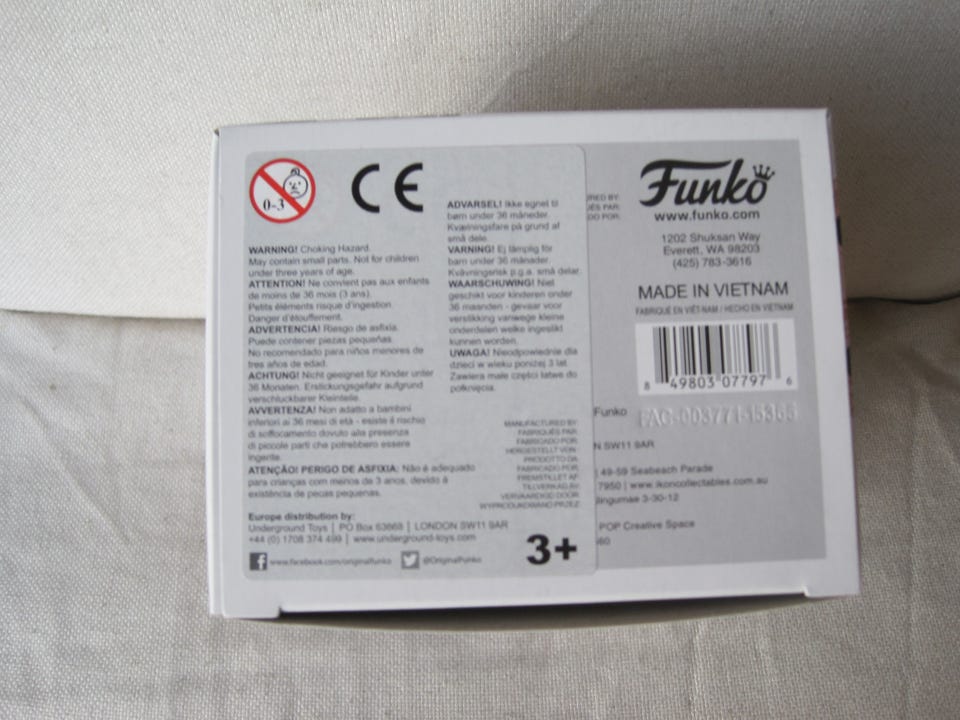 0-3
CE
WARNING! Choking Hazard.
May contain small parts. Not for children
under three years of age.
ATTENTION! Ne convient pas aux enfants
de moins de 36 mois (3 ans).
Petits éléments risque d'ingestion.
Danger d'étouffement.
ADVERTENCIA! Riesgo de asfixia.
Puede contener piezas pequeñas.
No recomendado para niños menores de
tres años de edad.
ACHTUNG! Nicht geeignet für Kinder unter
36 Monaten. Erstickungsgefahr aufgrund
verschluckbarer Kleinteile.
AVVERTENZA! Non adatto a bambini
inferiori ai 36 mesi di età - esiste il rischio
di soffocamento dovuto alla presenza
di piccole parti che potrebbero essere
ingerite.
ATENÇÃO! PERIGO DE ASFIXIA: Não é adequado
para crianças com menos de 3 anos, devido à
existência de peças pequenas.
Europe distribution by:
Underground Toys | PO Box 63868 | LONDON SW11 9AR
+44 (0) 1708 374 499 | www.underground-toys.com
f www.facebook.com/originalfunko @OriginalFunko
ADVARSEL! Ikke egnet til
børn under 36 måneder.
Kvælningsfare på grund af
små dele.
VARNING! Ej lämplig för
barn under 36 månader.
Kvävningsrisk p.g.a. små delar.
WAARSCHUWING! Niet
geschikt voor kinderen onder
36 maanden - gevaar voor
verstikking vanwege kleine
onderdelen welke ingeslikt
kunnen worden.
UWAGA! Nieodpowiednie dla
dzieci w wieku poniżej 3 lat.
Zawiera małe części łatwe do
połknięcia.
MANUFACTURED BY:
FABRIQUÉS PAR:
FABRICADO POR:
HERGESTELLT VON:
PRODOTTO DA:
FABRICADO POR:
FREMSTILLET AF:
TILLVERKAD AV:
VERVAARDIGD DOOR:
WYPRODUKOWANO PRZEZ:
3+
RED BY:
ÉS PAR:
DO POR:
Funko
www.funko.com
1202 Shuksan Way
Everett, WA 98203
(425) 783-3616
MADE IN VIETNAM
FABRIQUÉ EN VIÊT-NAM / HECHO EN VIETNAM
8 49803 07797 6
Funko
FAC-003771-15365
N SW11 9AR
| 49-59 Seabeach Parade
7950 | www.ikoncollectables.com.au
Jingumae 3-30-12
POP Creative Space